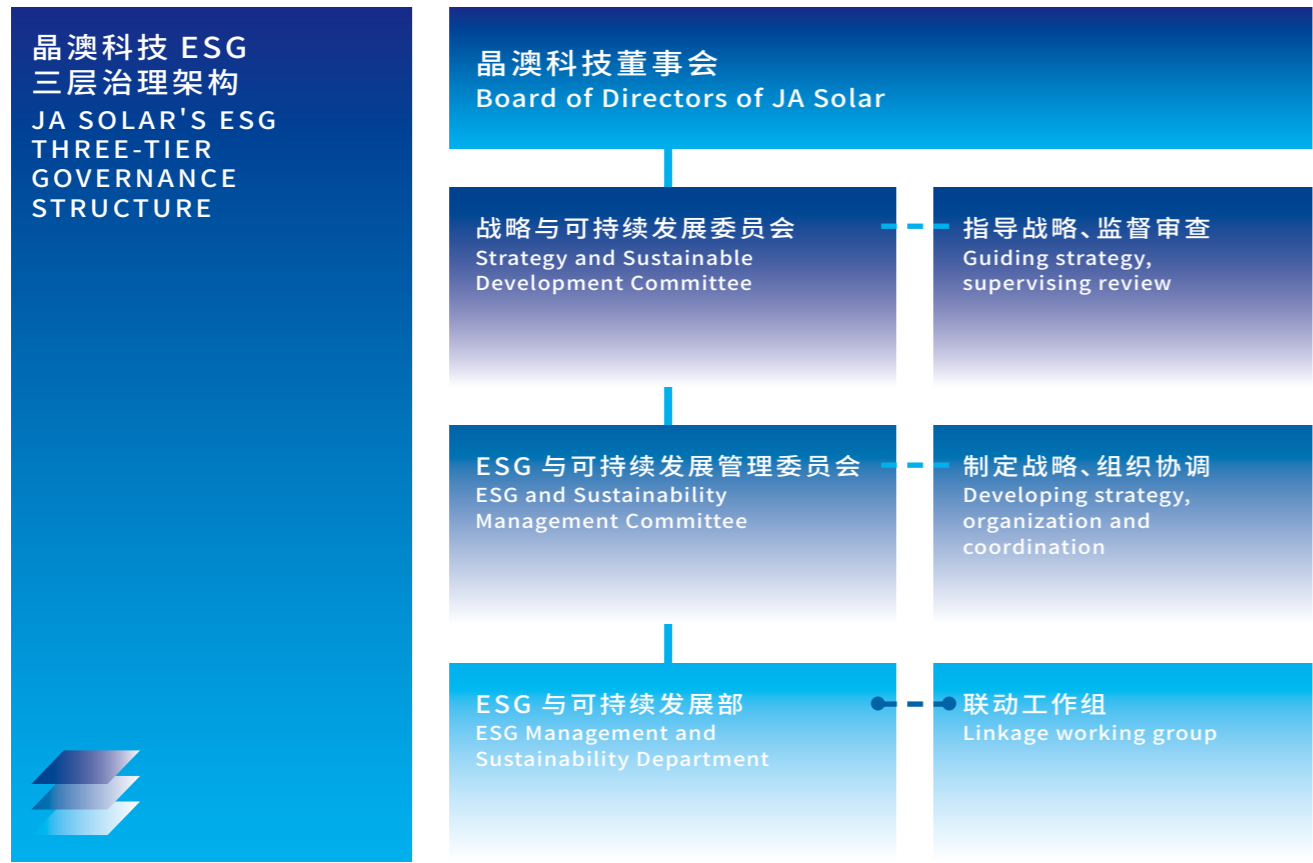 晶澳科技 ESG
三层治理架构
JA SOLAR'S ESG
THREE-TIER
GOVERNANCE
STRUCTURE
晶澳科技董事会
Board of Directors of JA Solar
战略与可持续发展委员会
Strategy and Sustainable
Development Committee
指导战略、监督审查
Guiding strategy,
supervising review
ESG 与可持续发展管理委员会
ESG and Sustainability
Management Committee
制定战略、组织协调
Developing strategy,
organization and
coordination
ESG 与可持续发展部
ESG Management and
Sustainability Department
联动工作组
Linkage working group